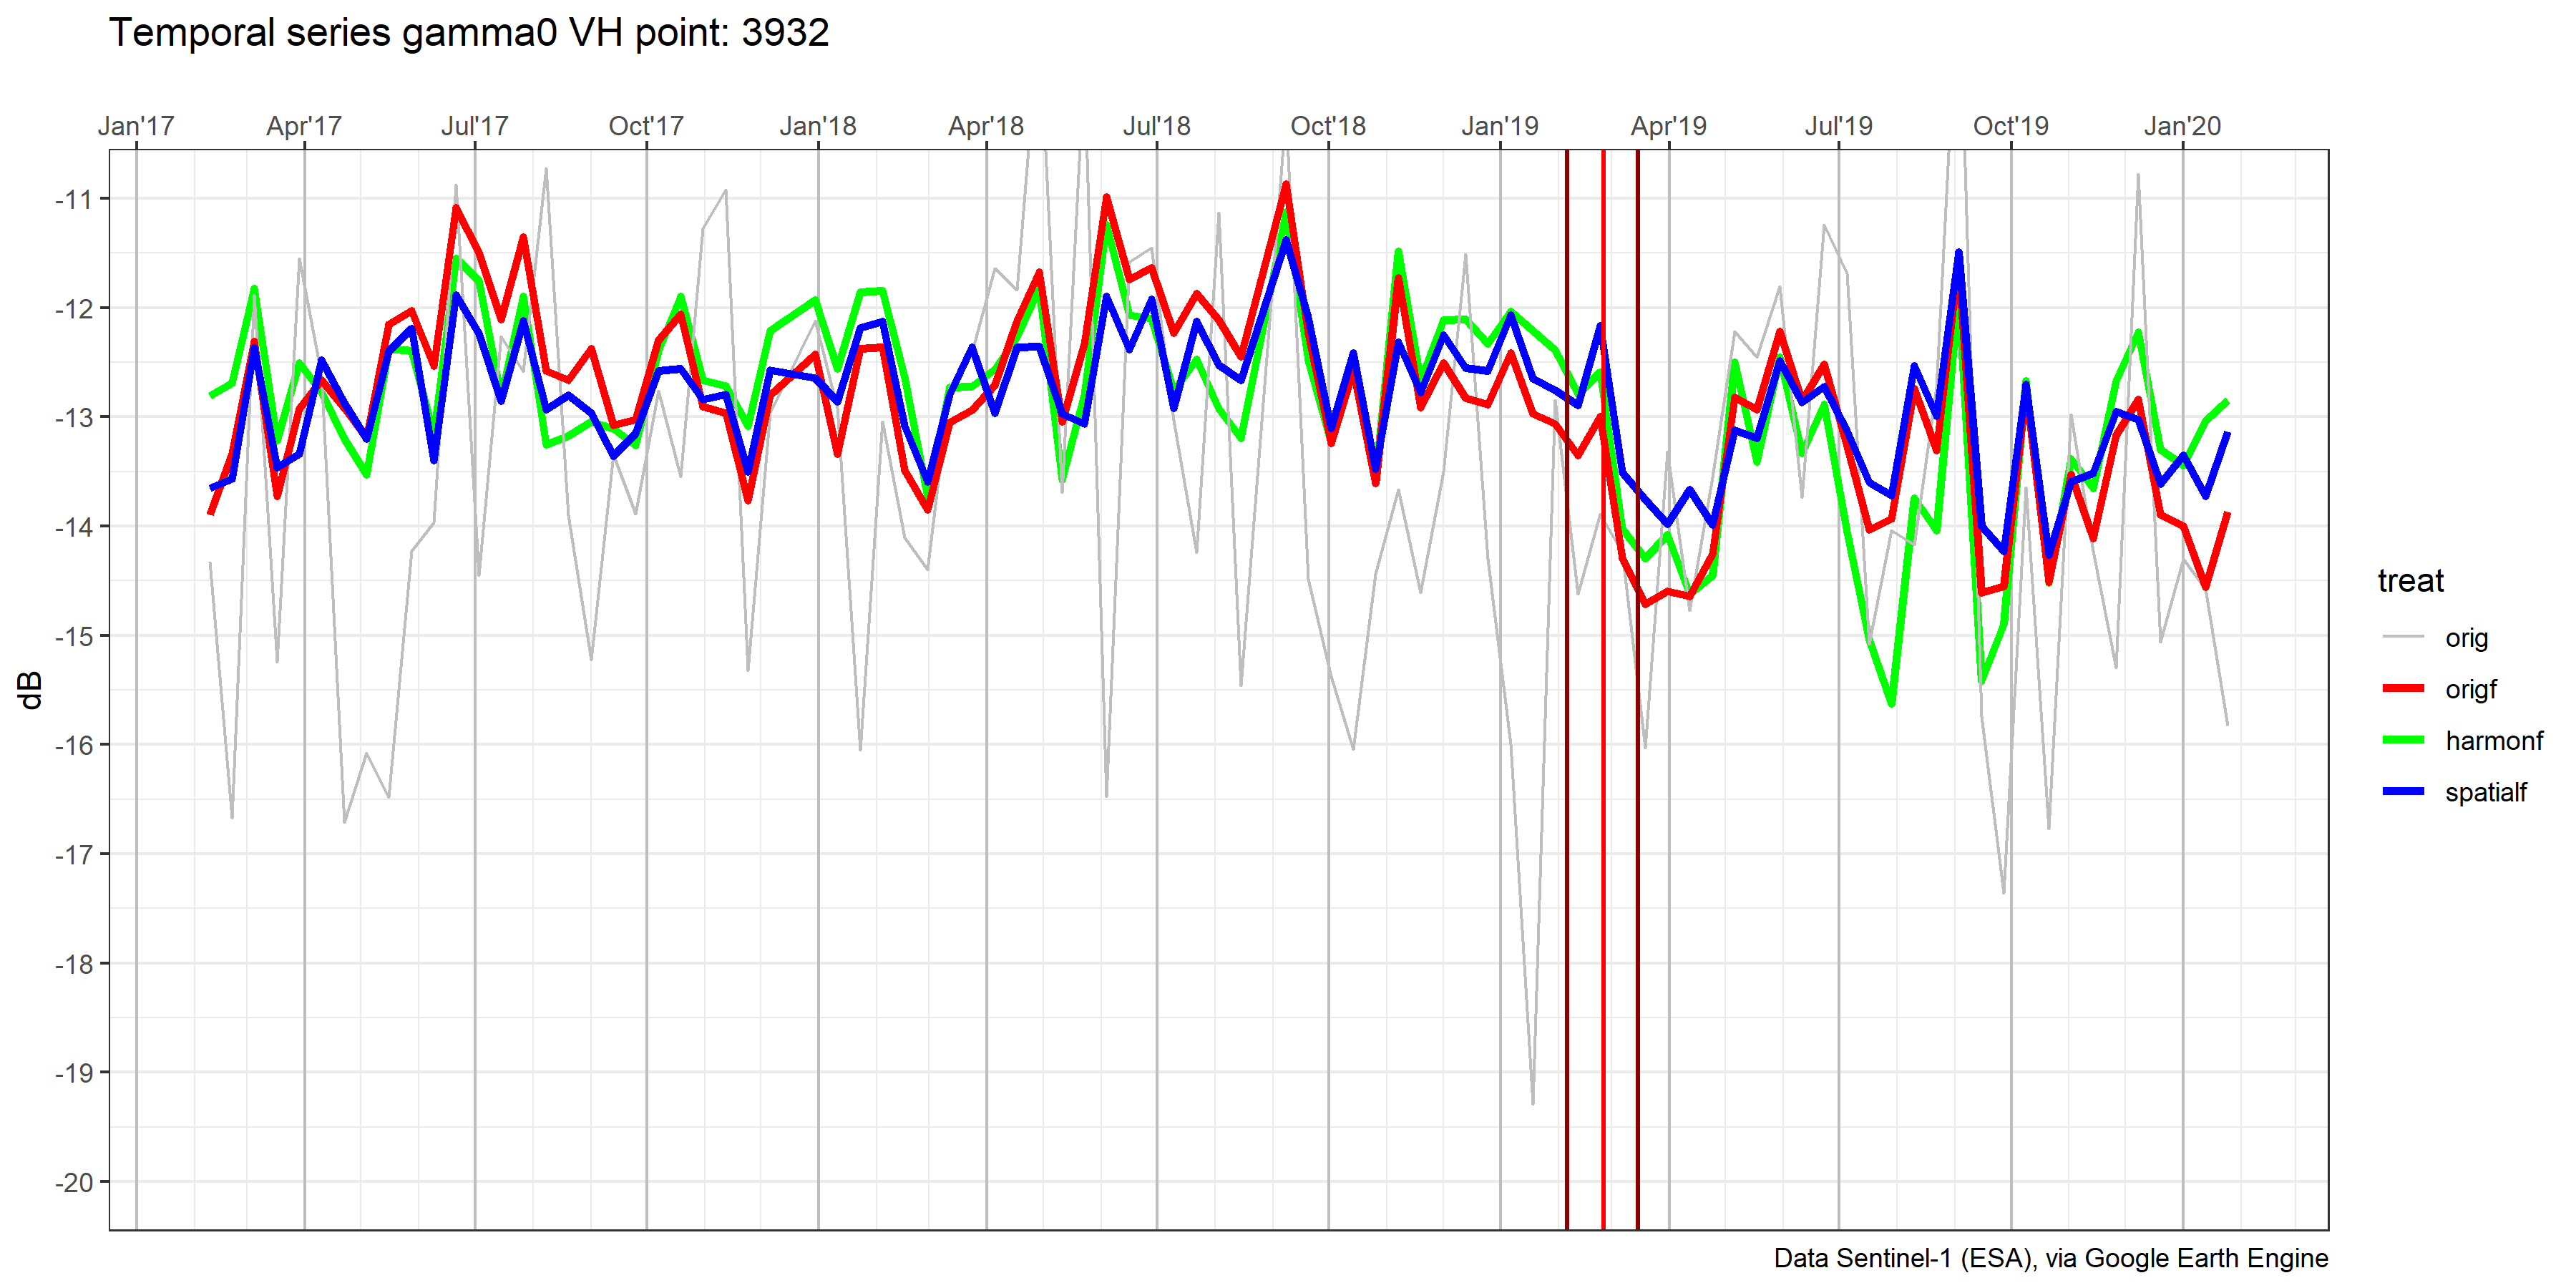 Temporal series gamma0 VH point: 3932
Jan'17 Apr'17 Jul'17 Oct'17 Jan'18 Apr'18 Jul'18 Oct'18 Jan'19 Apr'19 Jul'19 Oct'19 Jan'20
-11
-12
-13
-14
-15
-16
-17
-18
-19
-20
dB
treat
orig
origf
harmonf
spatialf
Data Sentinel-1 (ESA), via Google Earth Engine